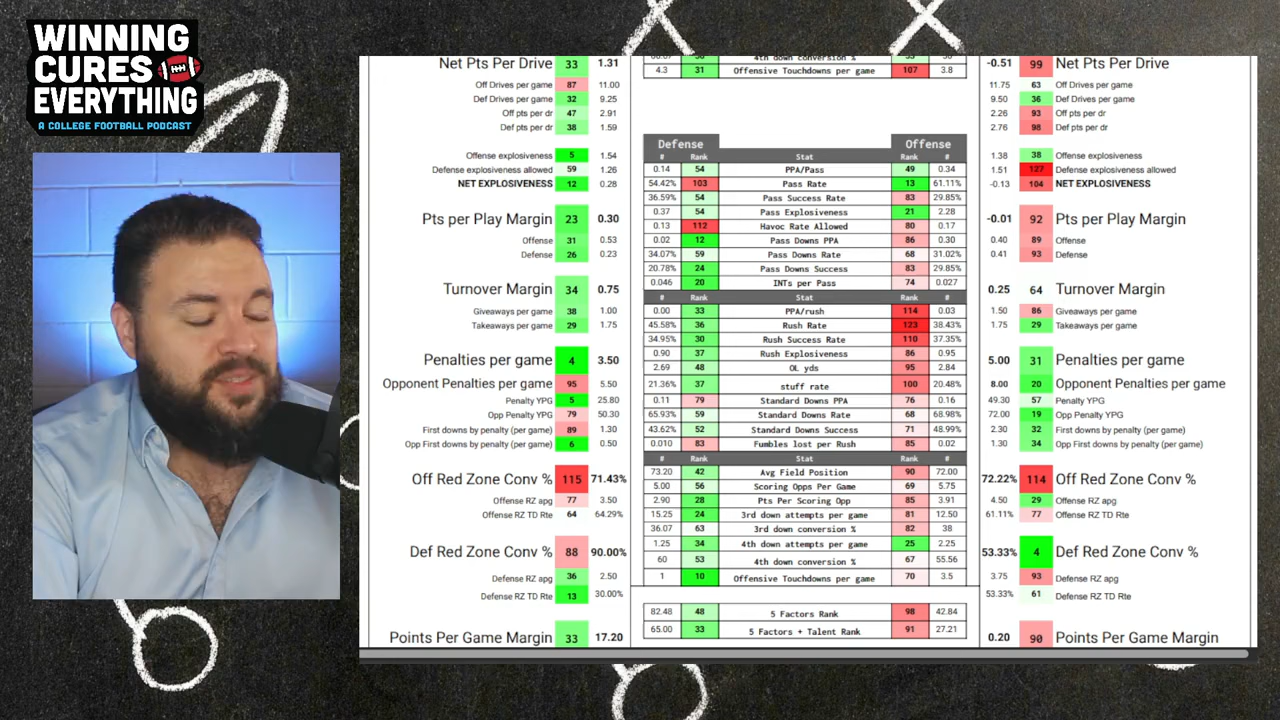 WINNING
CURES
EVERYTHING
A COLLEGE FOOTBALL PODCAST
Net Pts Per Drive 33 1.31
Off Drives per game 87 11.00
Def Drives per game 32 9.25
Off pts per dr 47 2.91
Def pts per dr 38 1.59
Offense explosiveness 5 1.54
Defense explosiveness allowed 59 1.26
NET EXPLOSIVENESS 12 0.28
Pts per Play Margin 23 0.30
Offense 31 0.53
Defense 26 0.23
Turnover Margin 34 0.75
Giveaways per game 38 1.00
Takeaways per game 29 1.75
Penalties per game 4 3.50
Opponent Penalties per game 95 5.50
Penalty YPG 5 25.80
Opp Penalty YPG 79 50.30
First downs by penalty (per game) 89 1.30
Opp First downs by penalty (per game) 6 0.50
Off Red Zone Conv % 115 71.43%
Offense RZ apg 77 3.50
Offense RZ TD Rte 64 64.29%
Def Red Zone Conv % 88 90.00%
Defense RZ apg 36 2.50
Defense RZ TD Rte 13 30.00%
Points Per Game Margin 33 17.20
4th down conversion %
4.3 31 Offensive Touchdowns per game 107 3.8
Defense Offense
# Rank Stat Rank #
0.14 54 PPA/Pass 49 0.34
54.42% 103 Pass Rate 13 61.11%
36.59% 54 Pass Success Rate 83 29.85%
0.37 54 Pass Explosiveness 21 2.28
0.13 112 Havoc Rate Allowed 80 0.17
0.02 12 Pass Downs PPA 86 0.30
34.07% 59 Pass Downs Rate 68 31.02%
20.78% 24 Pass Downs Success 83 29.85%
0.046 20 INTs per Pass 74 0.027
# Rank Stat Rank #
0.00 33 PPA/rush 114 0.03
45.58% 36 Rush Rate 123 38.43%
34.95% 30 Rush Success Rate 110 37.35%
0.90 37 Rush Explosiveness 86 0.95
2.69 48 OL yds 95 2.84
21.36% 37 stuff rate 100 20.48%
0.11 79 Standard Downs PPA 76 0.16
65.93% 59 Standard Downs Rate 68 68.98%
43.62% 52 Standard Downs Success 71 48.99%
0.010 83 Fumbles lost per Rush 85 0.02
# Rank Stat Rank #
73.20 42 Avg Field Position 90 72.00
5.00 56 Scoring Opps Per Game 69 5.75
2.90 28 Pts Per Scoring Opp 85 3.91
15.25 24 3rd down attempts per game 81 12.50
36.07 63 3rd down conversion % 82 38
1.25 34 4th down attempts per game 25 2.25
60 53 4th down conversion % 67 55.56
1 10 Offensive Touchdowns per game 70 3.5
82.48 48 5 Factors Rank 98 42.84
65.00 33 5 Factors + Talent Rank 91 27.21
-0.51 99 Net Pts Per Drive
11.75 63 Off Drives per game
9.50 36 Def Drives per game
2.26 93 Off pts per dr
2.76 98 Def pts per dr
1.38 38 Offense explosiveness
1.51 127 Defense explosiveness allowed
-0.13 104 NET EXPLOSIVENESS
-0.01 92 Pts per Play Margin
0.40 89 Offense
0.41 93 Defense
0.25 64 Turnover Margin
1.50 86 Giveaways per game
1.75 29 Takeaways per game
5.00 31 Penalties per game
8.00 20 Opponent Penalties per game
49.30 57 Penalty YPG
72.00 19 Opp Penalty YPG
2.30 32 First downs by penalty (per game)
1.30 34 Opp First downs by penalty (per game)
72.22% 114 Off Red Zone Conv %
4.50 29 Offense RZ apg
61.11% 77 Offense RZ TD Rte
53.33% 4 Def Red Zone Conv %
3.75 93 Defense RZ apg
53.33% 61 Defense RZ TD Rte
0.20 90 Points Per Game Margin